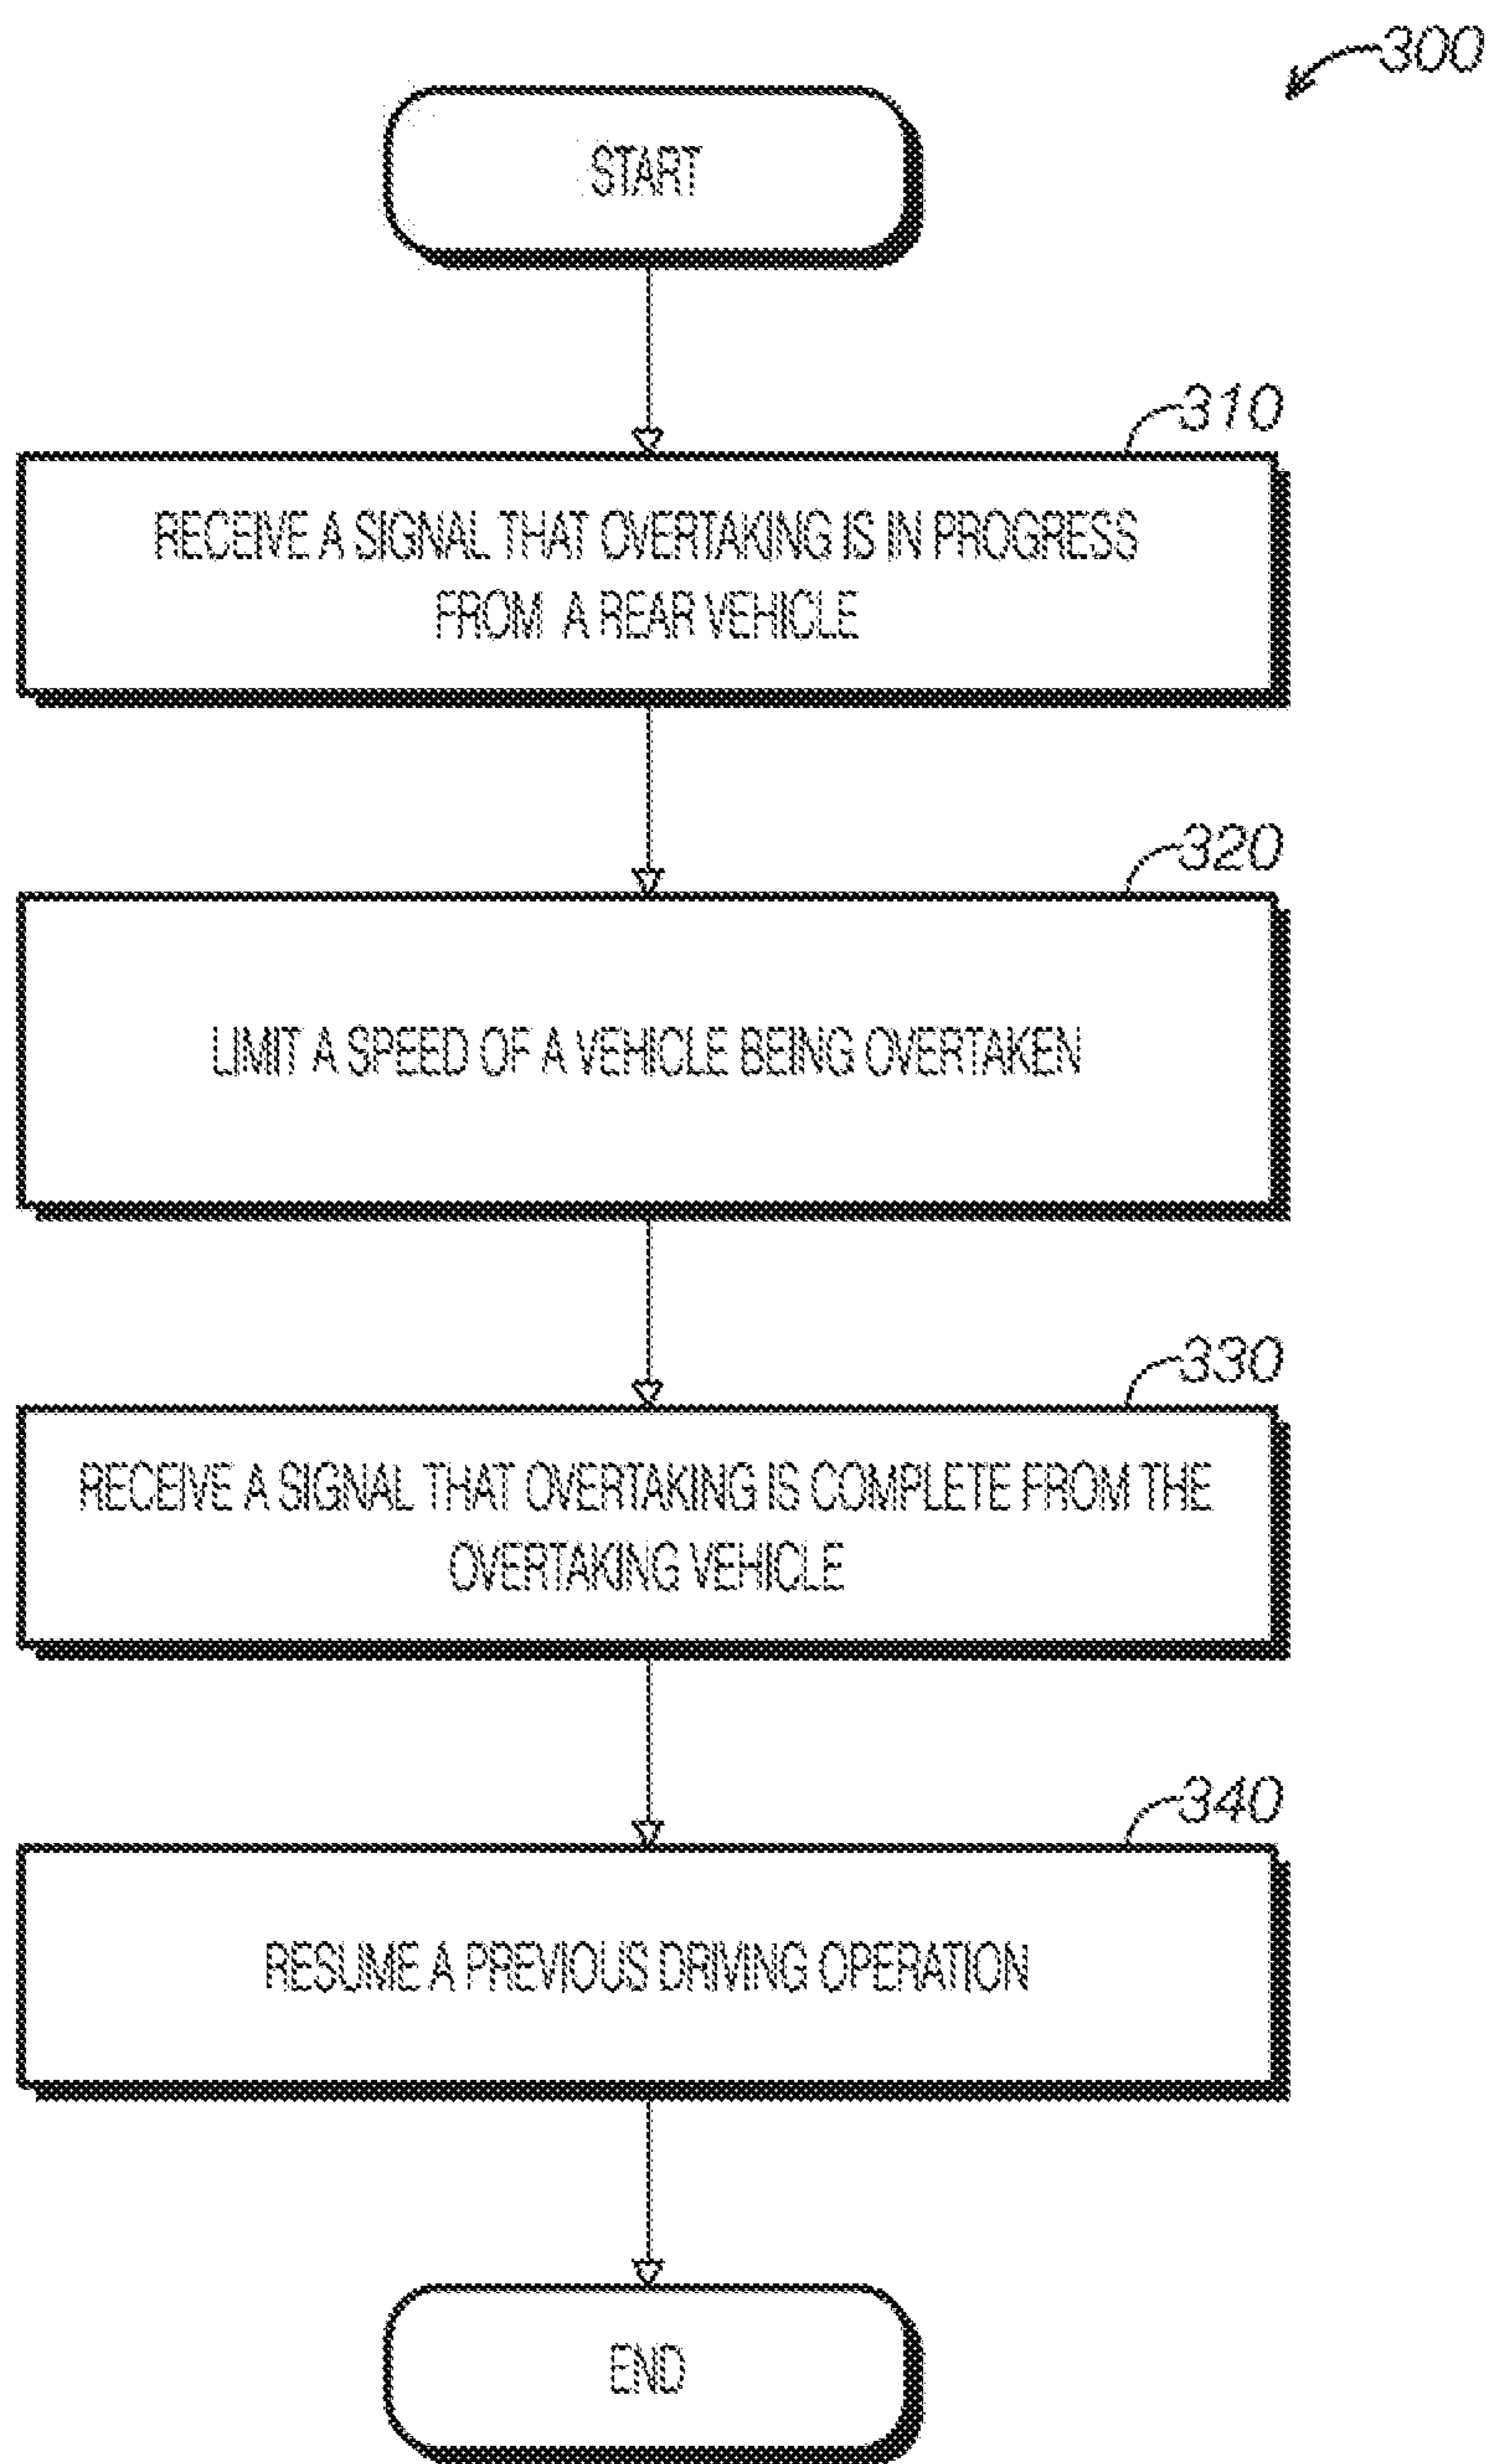 300
START
310
RECEIVE A SIGNAL THAT OVERTAKING IS IN PROGRESS
FROM A REAR VEHICLE
320
LIMIT A SPEED OF A VEHICLE BEING OVERTAKEN
330
RECEIVE A SIGNAL THAT OVERTAKING IS COMPLETE FROM THE
OVERTAKING VEHICLE
340
RESUME A PREVIOUS DRIVING OPERATION
END